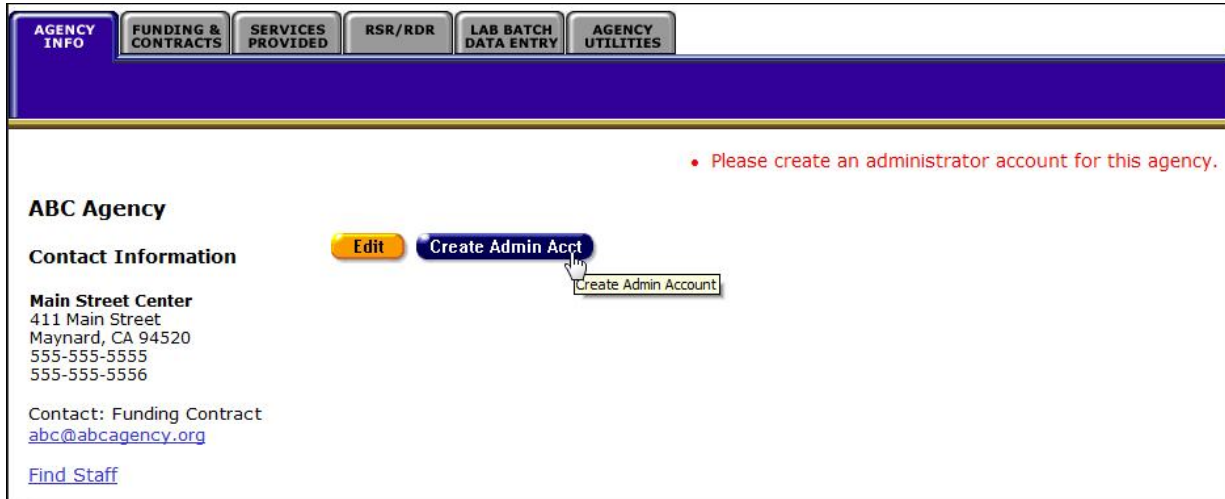 AGENCY INFO
FUNDING & CONTRACTS
SERVICES PROVIDED
RSR/RDR
LAB BATCH DATA ENTRY
AGENCY UTILITIES
• Please create an administrator account for this agency.
ABC Agency
Contact Information
Edit
Create Admin Acct
Create Admin Account
Main Street Center
411 Main Street
Maynard, CA 94520
555-555-5555
555-555-5556
Contact: Funding Contract
abc@abcagency.org
Find Staff